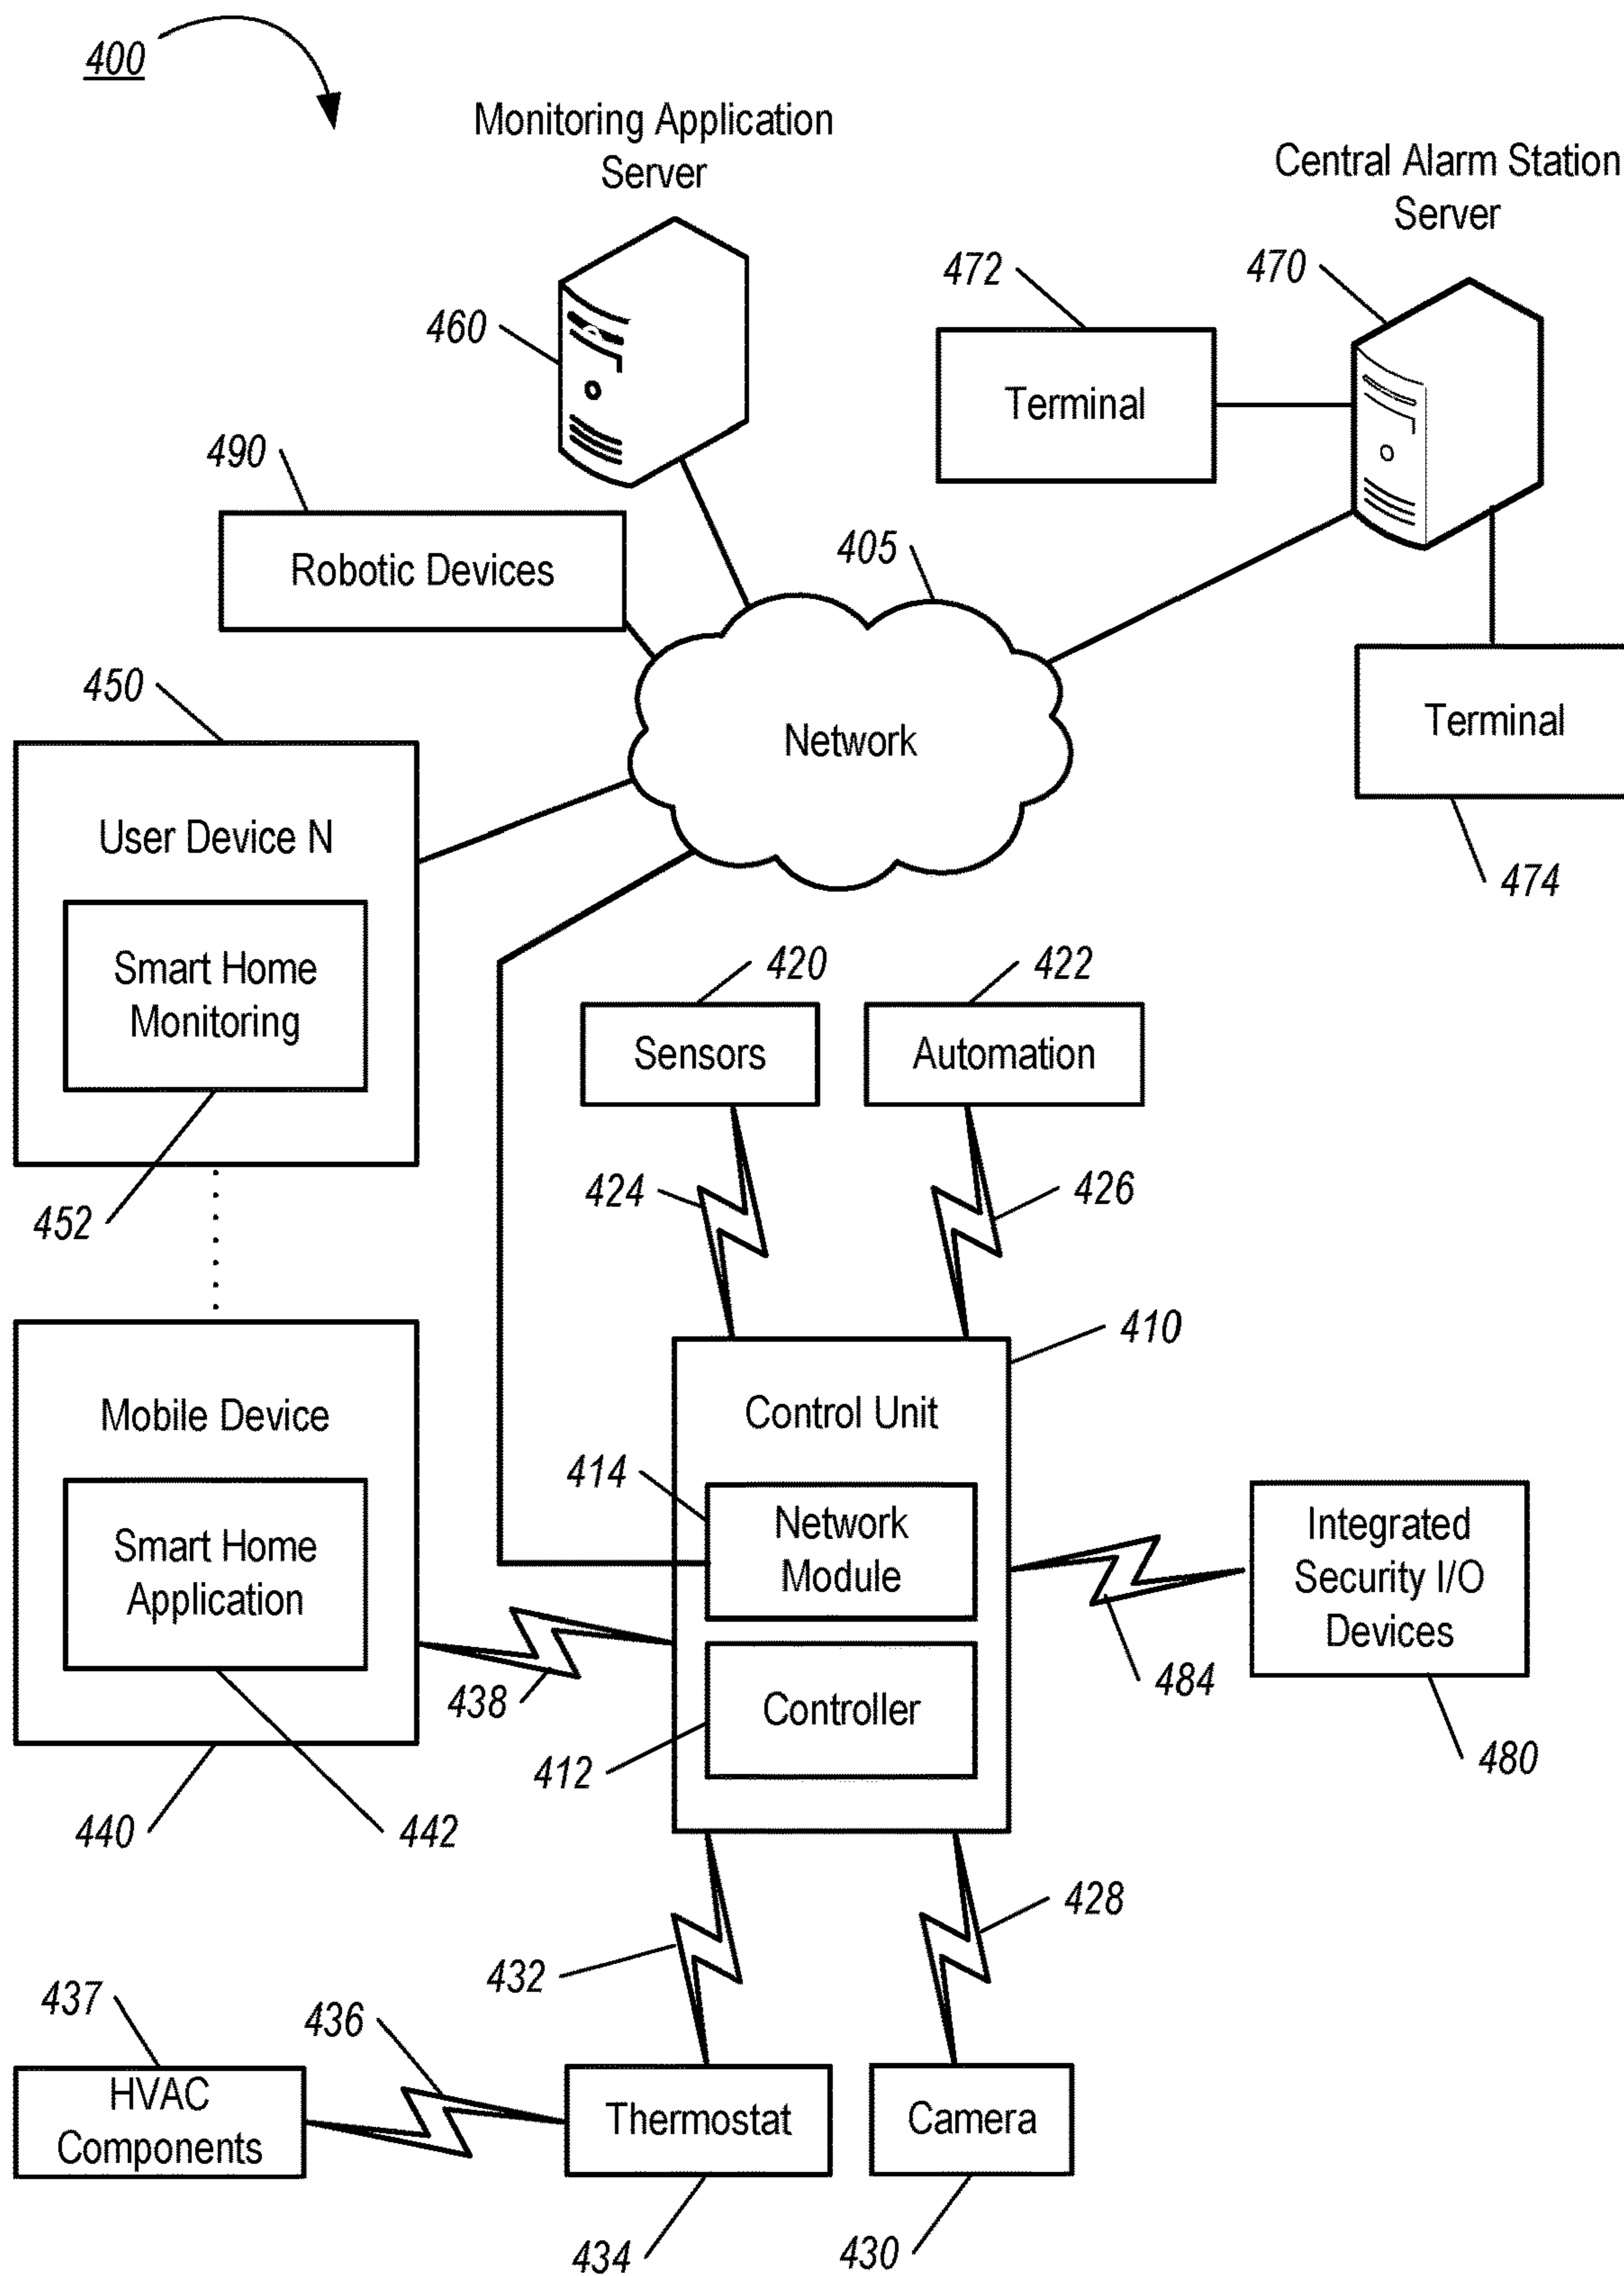 400
Monitoring Application
Server
Central Alarm Station
Server
472
470
460
Terminal
490
Robotic Devices
405
450
Network
Terminal
User Device N
474
Smart Home
Monitoring
420
422
Sensors
Automation
452
424
426
410
Mobile Device
Control Unit
414
Smart Home
Application
Network
Module
Integrated
Security I/O
Devices
438
484
Controller
412
480
440
442
428
432
437
436
HVAC
Components
Thermostat
Camera
434
430